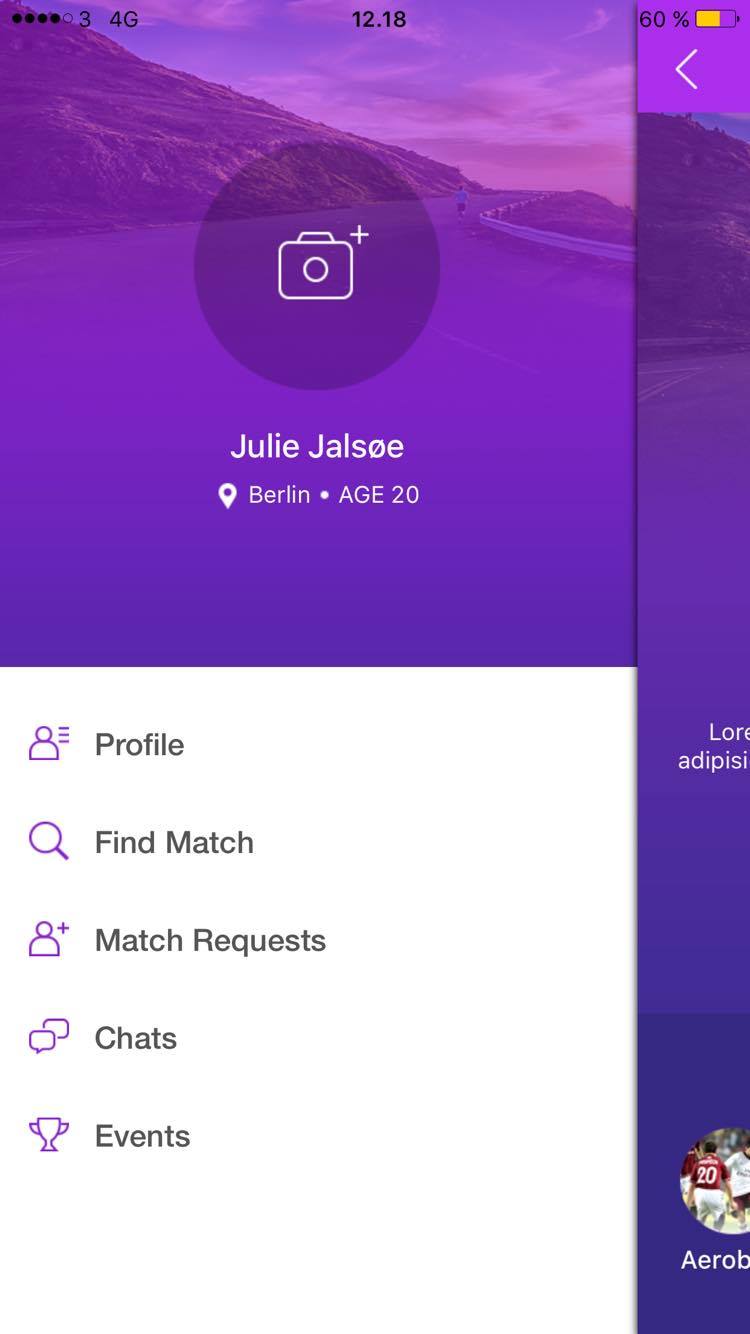 3 4G 12.18 60 %
Julie Jalsøe
Berlin • AGE 20
Profile
Find Match
Match Requests
Chats
Events
Lore
adipisi
20
Aerob